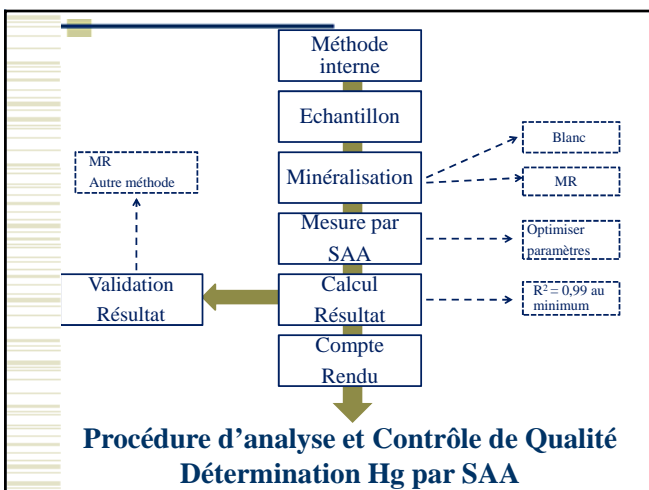 Méthode
interne
Echantillon
Blanc
MR
Autre méthode
Minéralisation
MR
Mesure par
SAA
Optimiser
paramètres
Validation
Résultat
Calcul
Résultat
R² = 0,99 au
minimum
Compte
Rendu
Procédure d'analyse et Contrôle de Qualité
Détermination Hg par SAA